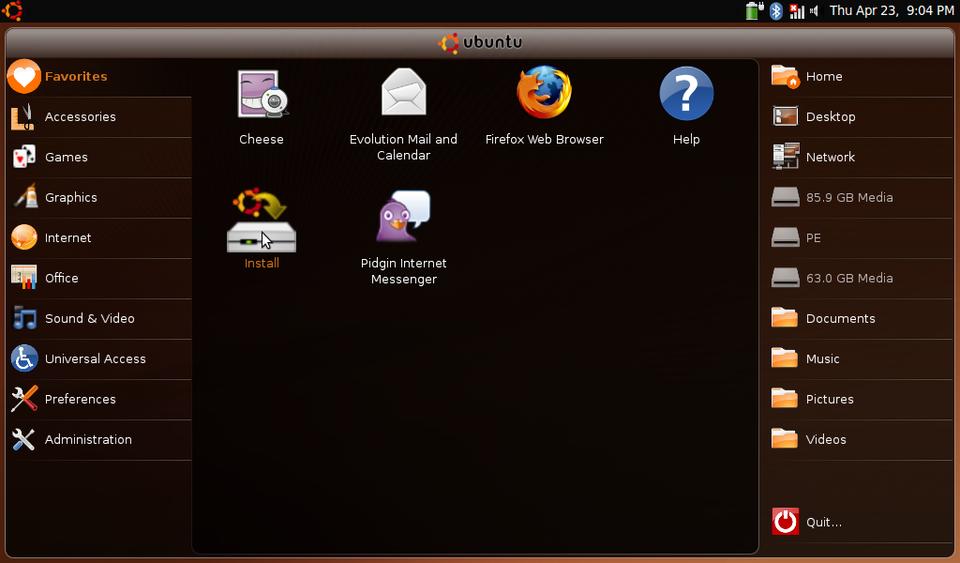 Thu Apr 23, 9:04 PM
ubuntu
Favorites
Accessories
Games
Graphics
Internet
Office
Sound & Video
Universal Access
Preferences
Administration
Cheese
Evolution Mail and
Calendar
Firefox Web Browser
Help
Install
Pidgin Internet
Messenger
Home
Desktop
Network
85.9 GB Media
PE
63.0 GB Media
Documents
Music
Pictures
Videos
Quit...